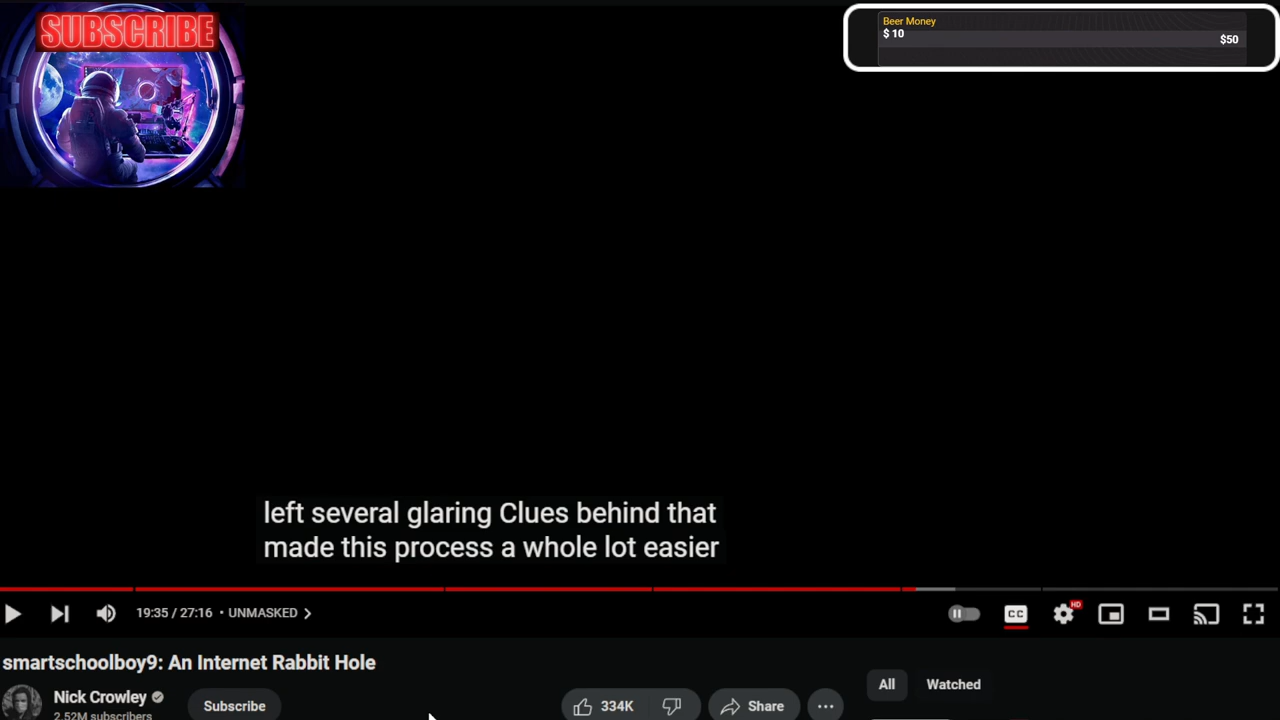 SUBSCRIBE
Beer Money
$ 10
$50
left several glaring Clues behind that
made this process a whole lot easier
19:35 / 27:16 • UNMASKED >
CC
HD
smartschoolboy9: An Internet Rabbit Hole
Nick Crowley
2.52M subscribers
Subscribe
334K
Share
All
Watched